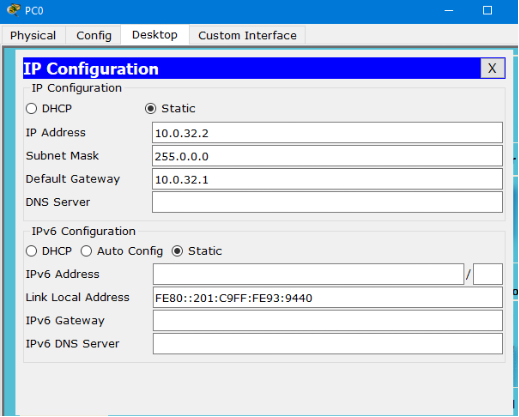 PC0
Physical Config Desktop Custom Interface
IP Configuration X
IP Configuration
DHCP Static
IP Address 10.0.32.2
Subnet Mask 255.0.0.0
Default Gateway 10.0.32.1
DNS Server
IPv6 Configuration
DHCP Auto Config Static
IPv6 Address /
Link Local Address FE80::201:C9FF:FE93:9440
IPv6 Gateway
IPv6 DNS Server